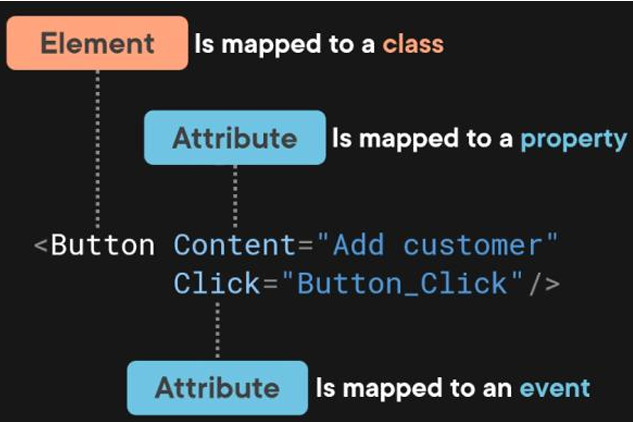 Element Is mapped to a class
Attribute Is mapped to a property
<Button Content="Add customer"
Click="Button_Click"/>
Attribute Is mapped to an event